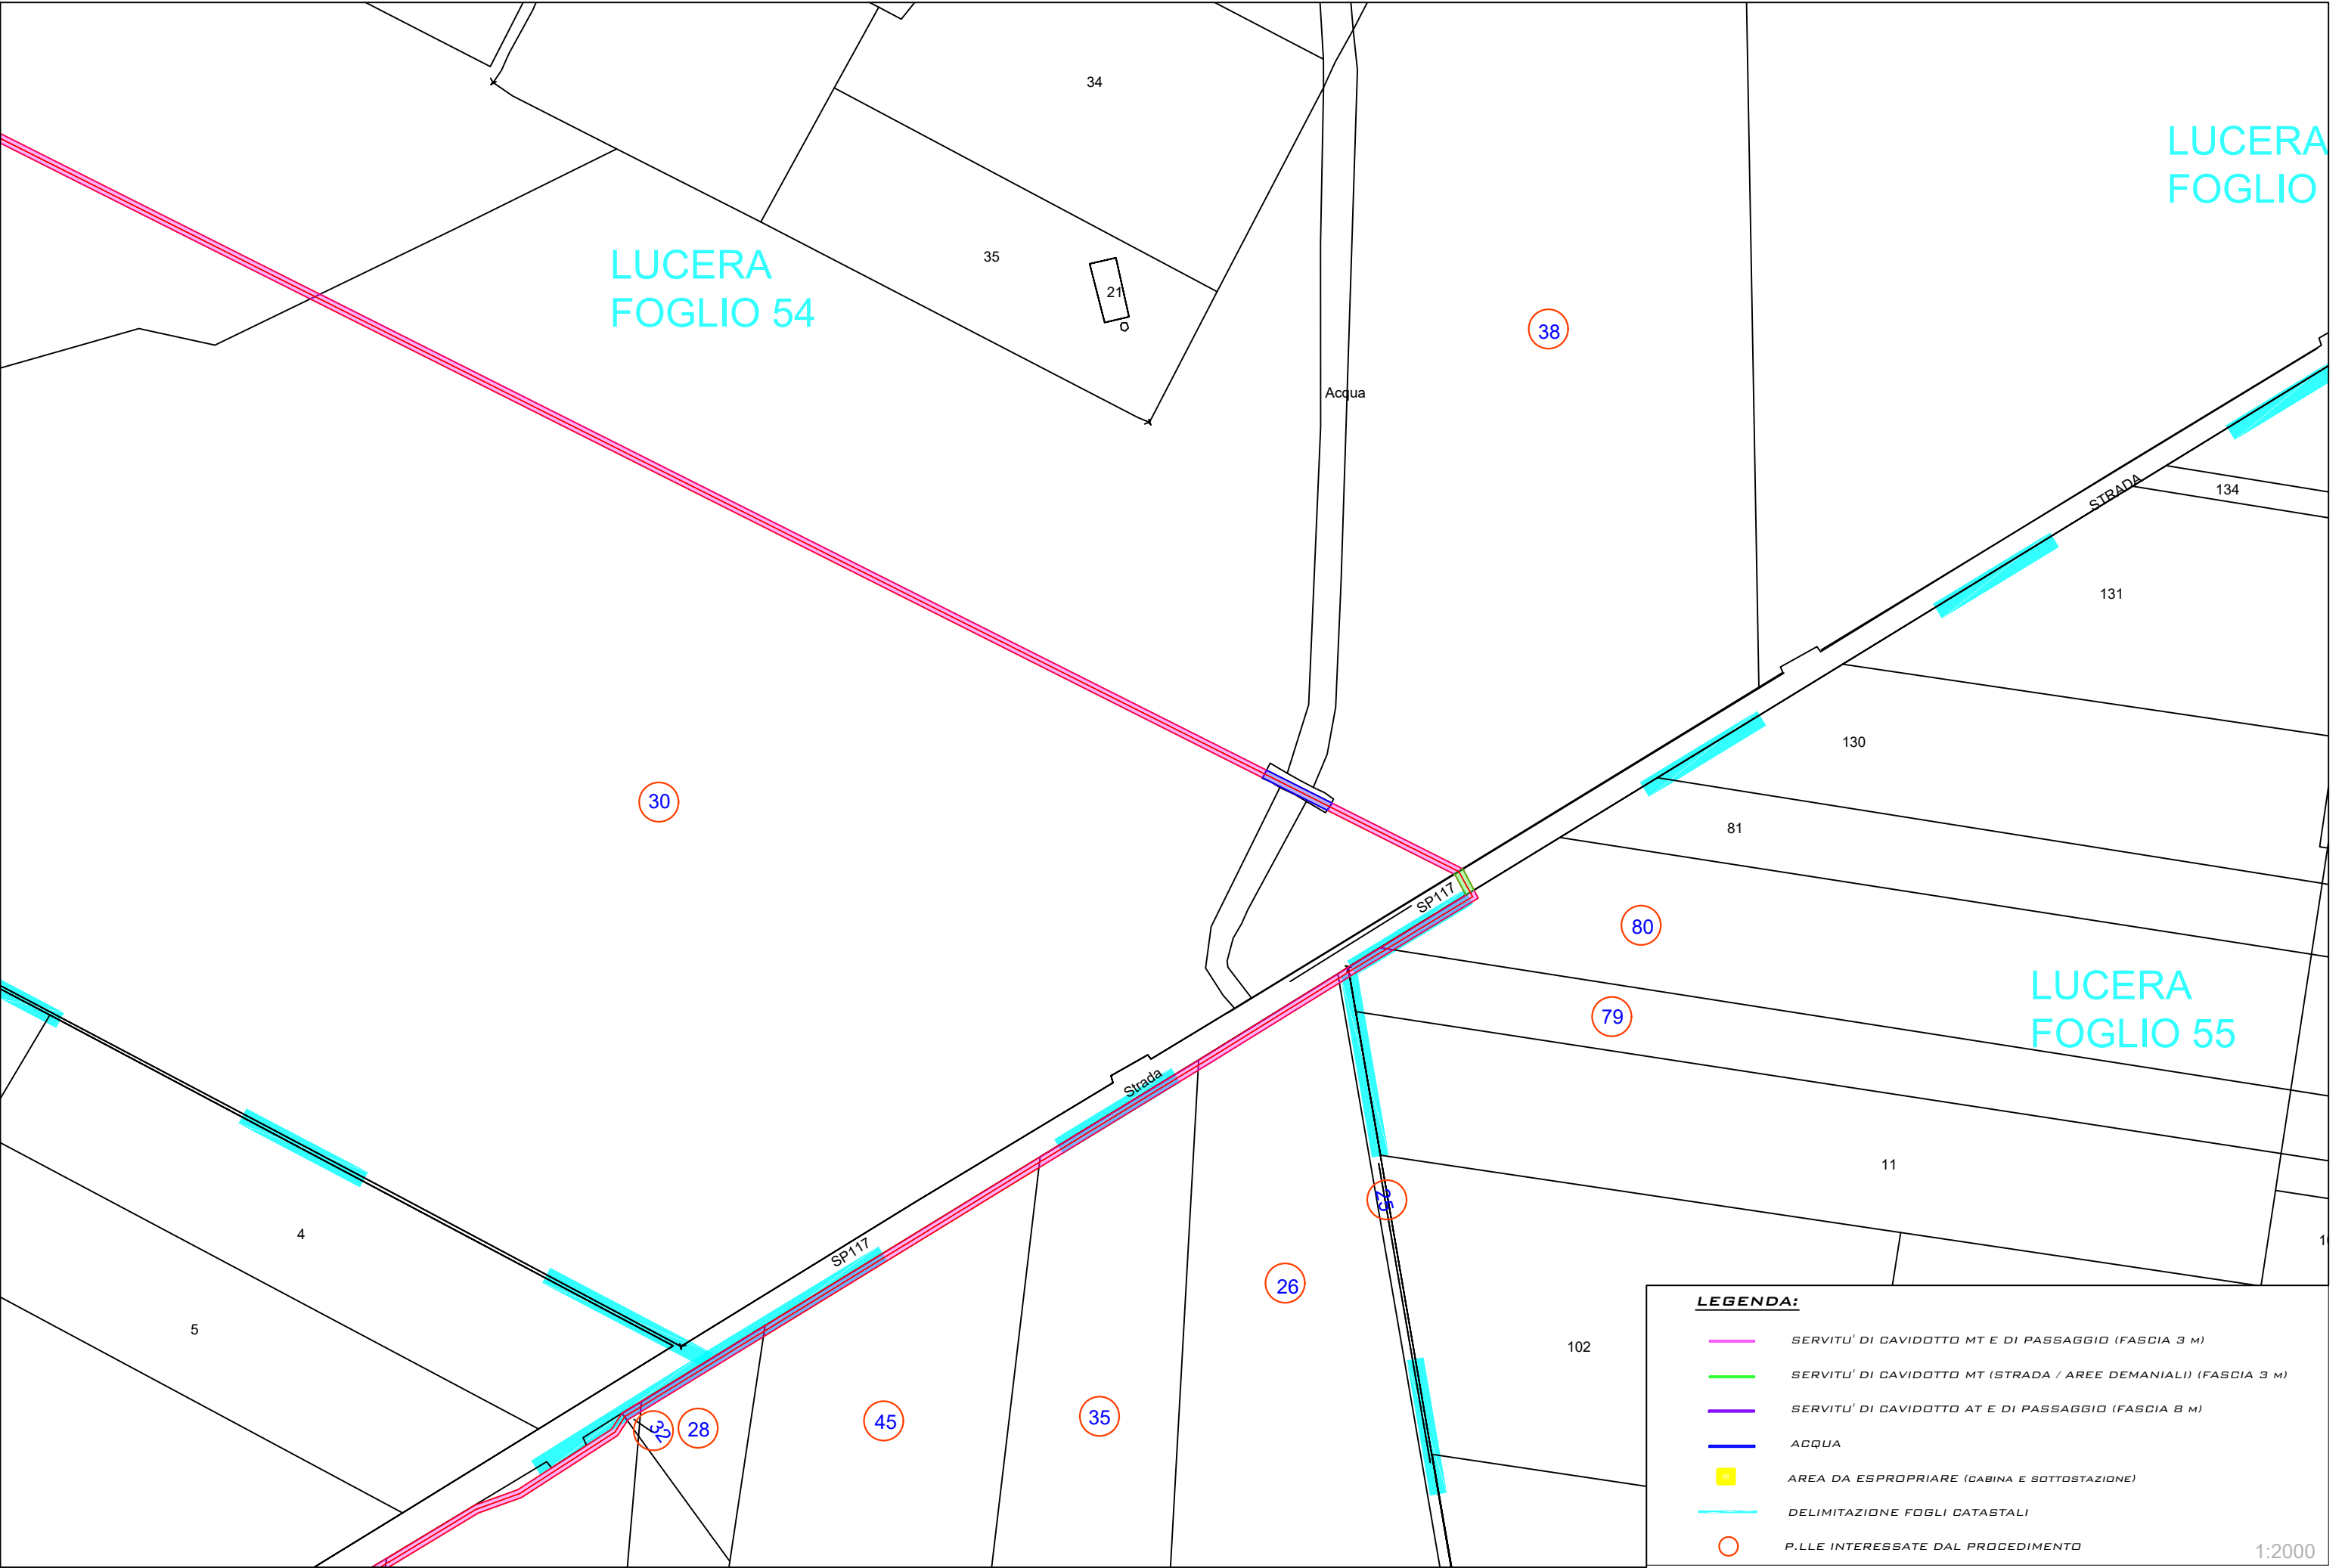 34
LUCERA
FOGLIO
LUCERA
FOGLIO 54
35
21
38
Acqua
STRADA
134
131
130
30
81
SP117
80
LUCERA
FOGLIO 55
79
Strada
11
25
4
SP117
26
5
102
32
28
45
35
LEGENDA:
SERVITU' DI CAVIDOTTO MT E DI PASSAGGIO (FASCIA 3 M)
SERVITU' DI CAVIDOTTO MT (STRADA / AREE DEMANIALI) (FASCIA 3 M)
SERVITU' DI CAVIDOTTO AT E DI PASSAGGIO (FASCIA 8 M)
ACQUA
AREA DA ESPROPRIARE (CABINA E SOTTOSTAZIONE)
DELIMITAZIONE FOGLI CATASTALI
P.LLE INTERESSATE DAL PROCEDIMENTO
1:2000